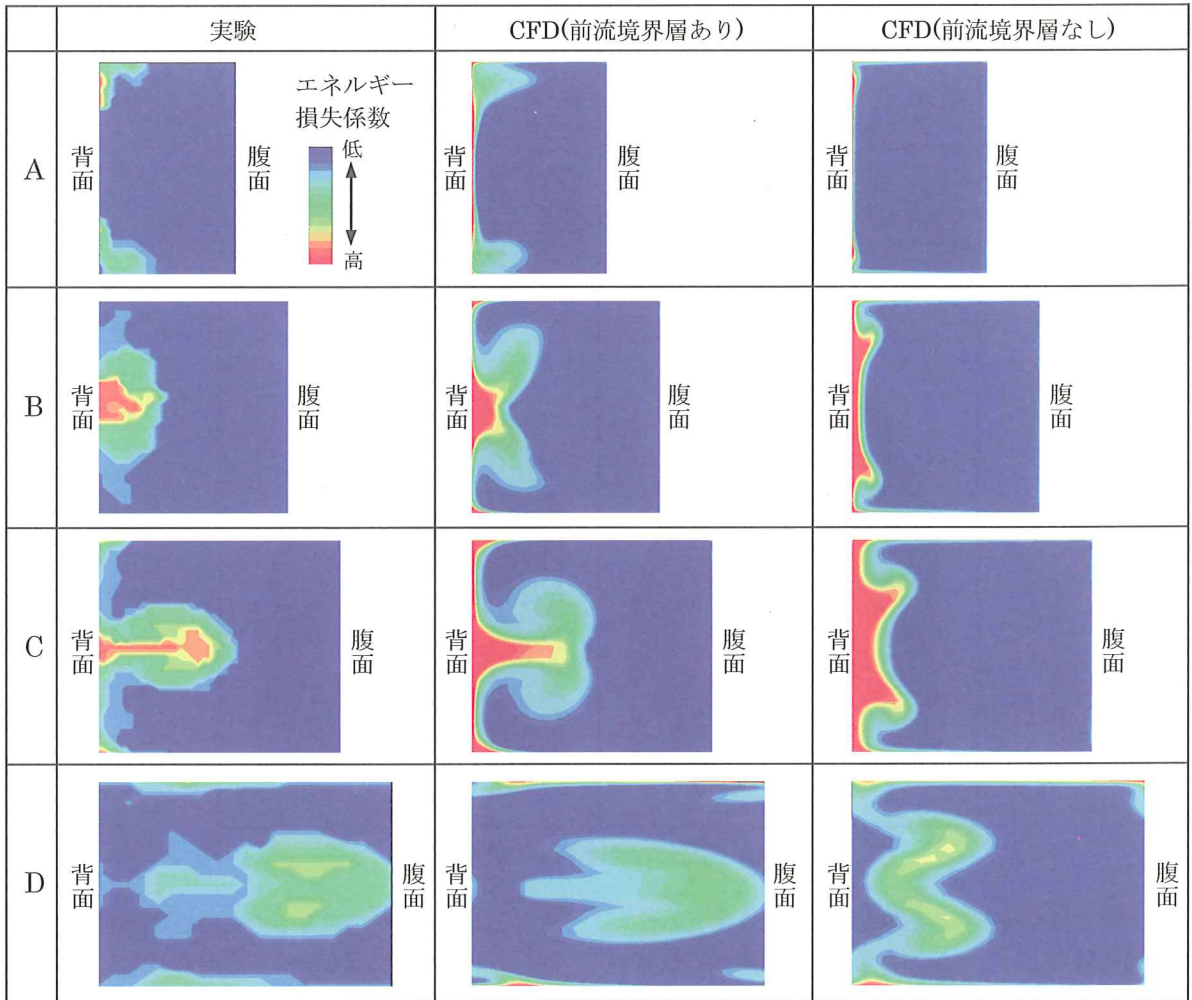 実験
CFD(前流境界層あり)
CFD(前流境界層なし)
A
背面
エネルギー
損失係数
低
高
腹面
背面
腹面
背面
腹面
B
背面
腹面
背面
腹面
背面
腹面
C
背面
腹面
背面
腹面
背面
腹面
D
背面
腹面
背面
腹面
背面
腹面